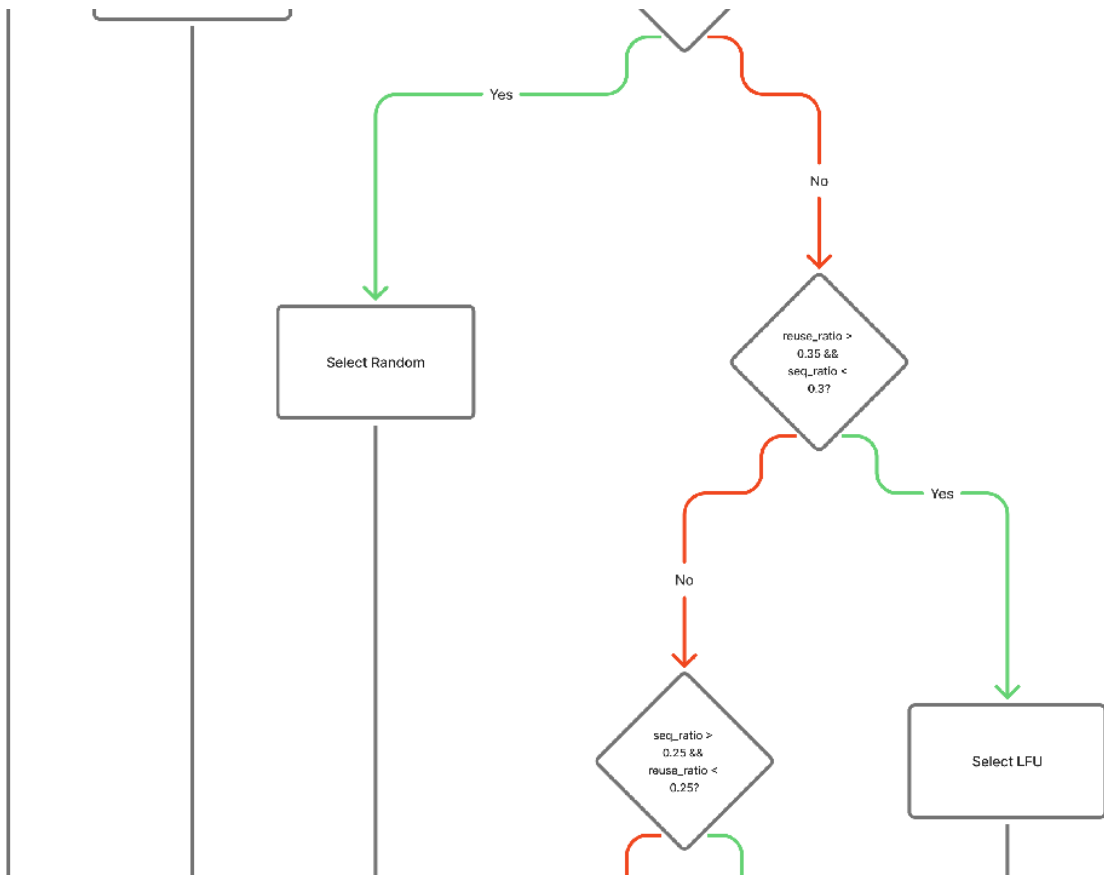 Yes
No
Select Random
reuse_ratio >
0.35 &&
seq_ratio <
0.3?
Yes
No
seq_ratio >
0.25 &&
reuse_ratio <
0.25?
Select LFU